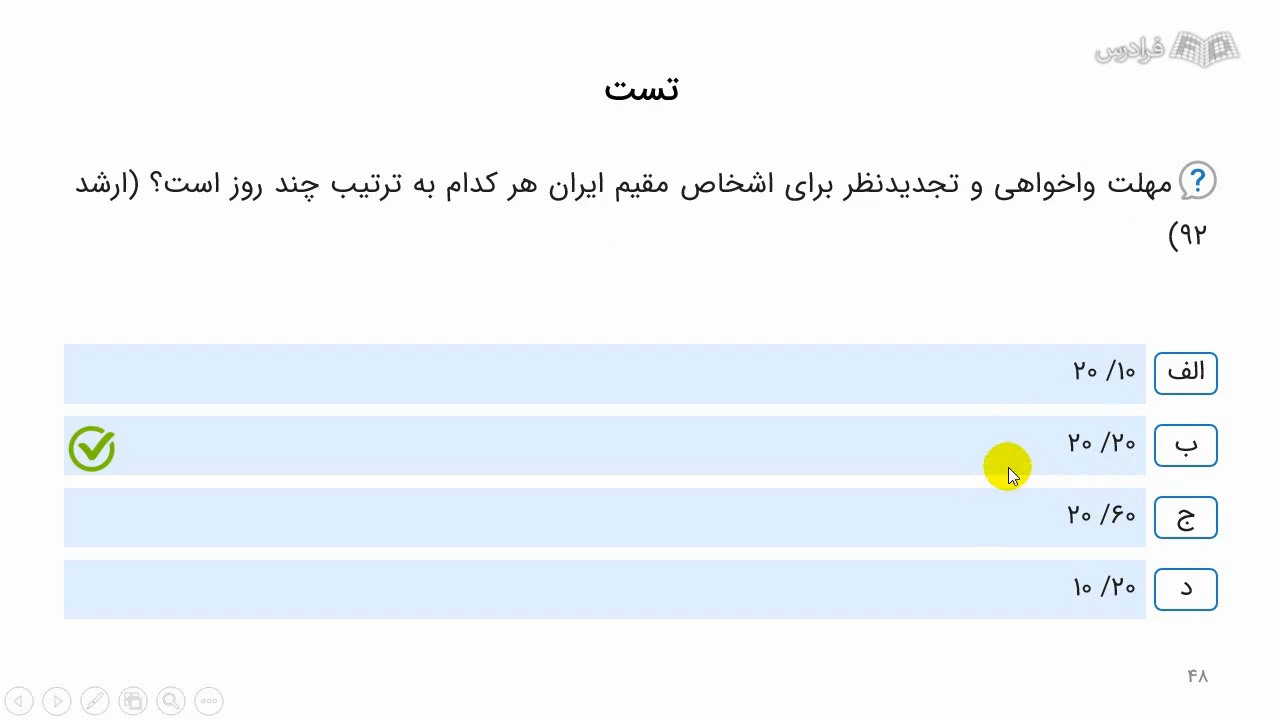 فرادرس
تست
مهلت واخواهی و تجدیدنظر برای اشخاص مقیم ایران هر کدام به ترتیب چند روز است؟ (ارشد
۹۲)
الف
۱۰/ ۲۰
ب
۲۰/ ۲۰
ج
۶۰/ ۲۰
د
۲۰/ ۱۰
۴۸